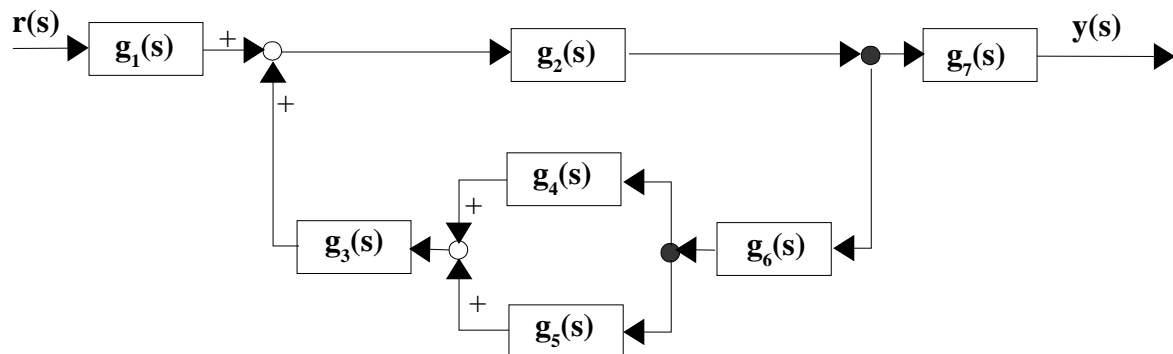 r(s)
g₁(s)
+
g₂(s)
g₇(s)
y(s)
+
g₄(s)
+
g₃(s)
g₆(s)
+
g₅(s)